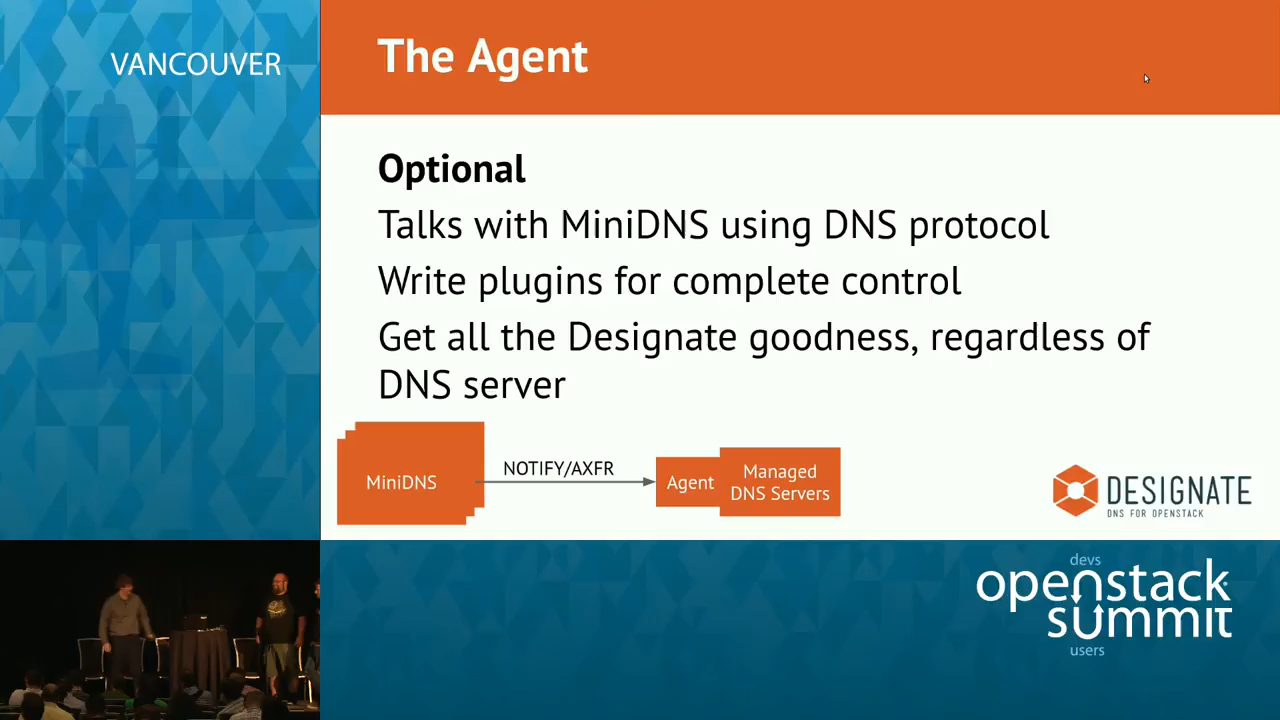 VANCOUVER
The Agent
Optional
Talks with MiniDNS using DNS protocol
Write plugins for complete control
Get all the Designate goodness, regardless of
DNS server
MiniDNS
NOTIFY/AXFR
Agent
Managed
DNS Servers
DESIGNATE
DNS FOR OPENSTACK
devs
openstack
summit
users